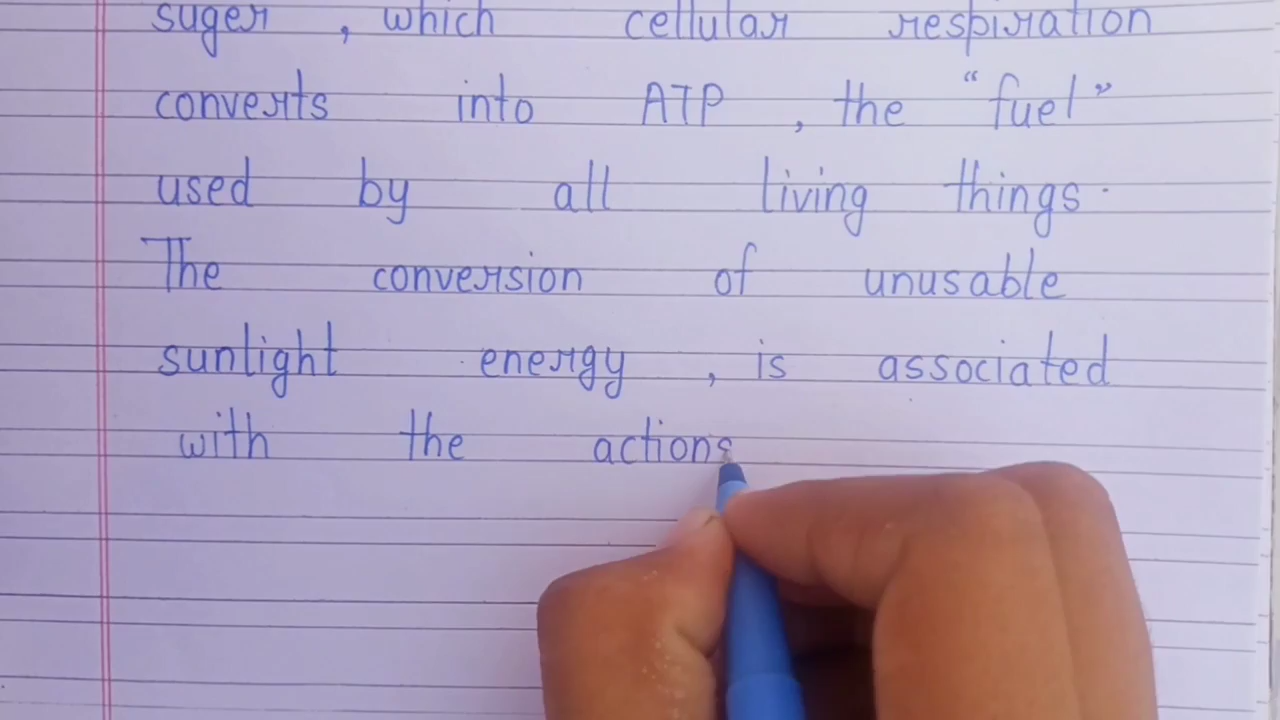 suger , which cellular respiration
converts into ATP , the "fuel"
used by all living things.
The conversion of unusable
sunlight energy , is associated
with the actions